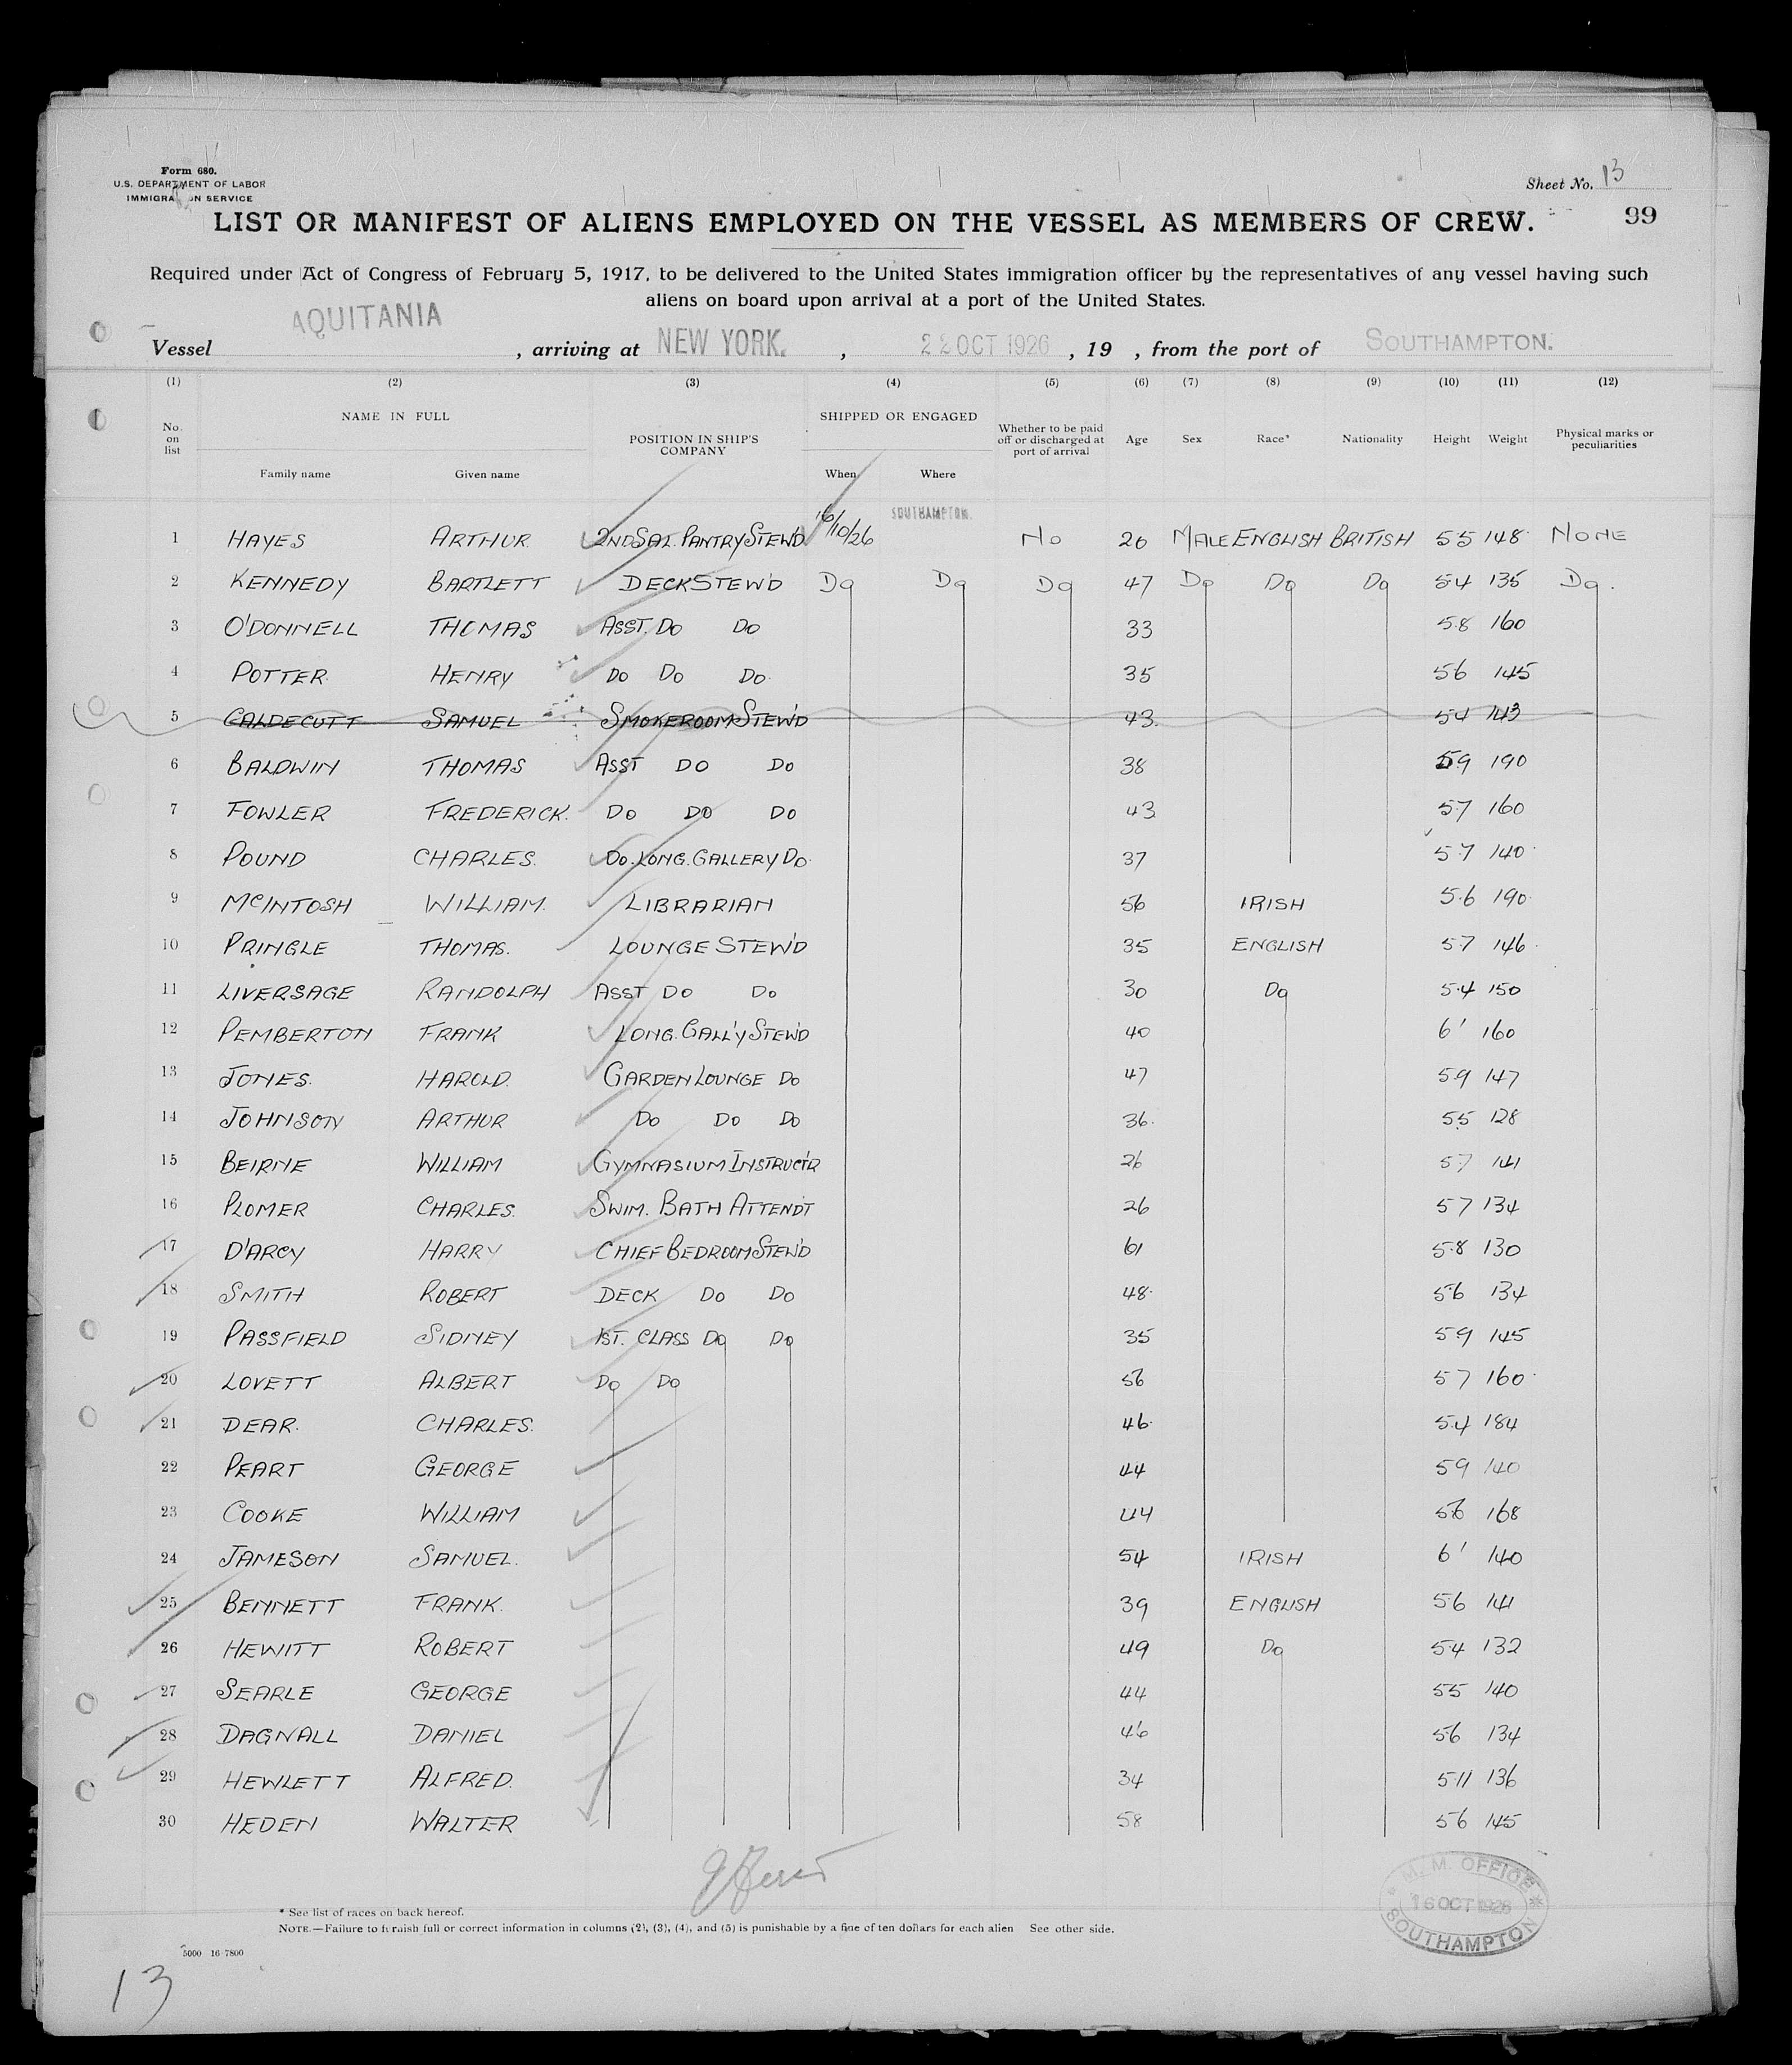 Form 680.
U.S. DEPARTMENT OF LABOR
IMMIGRATION SERVICE
Sheet No. 13
99
LIST OR MANIFEST OF ALIENS EMPLOYED ON THE VESSEL AS MEMBERS OF CREW.
Required under Act of Congress of February 5, 1917, to be delivered to the United States immigration officer by the representatives of any vessel having such
aliens on board upon arrival at a port of the United States.
Vessel AQUITANIA, arriving at NEW YORK., 22 OCT 1926, 19 , from the port of SOUTHAMPTON.
(1) (2) (3) (4) (5) (6) (7) (8) (9) (10) (11) (12)
No. on list NAME IN FULL POSITION IN SHIP'S COMPANY SHIPPED OR ENGAGED Whether to be paid off or discharged at port of arrival Age Sex Race* Nationality Height Weight Physical marks or peculiarities
Family name Given name When Where
1 HAYES ARTHUR 2ND SAL. PANTRY STEWD 16/10/26 SOUTHAMPTON. NO 26 MALE ENGLISH BRITISH 5 5 148 NONE
2 KENNEDY BARTLETT DECK STEW'D DO DO DO 47 DO DO DO 5.4 135 DO.
3 O'DONNELL THOMAS ASST. DO DO 33 5.8 160
4 POTTER HENRY DO DO DO 35 5 6 145
5 CALDECUTT SAMUEL SMOKEROOM STEW'D 43 5 4 143
6 BALDWIN THOMAS ASST DO DO 38 5 9 190
7 FOWLER FREDERICK. DO DO DO 43 5.7 160
8 POUND CHARLES. DO. LONG. GALLERY DO. 37 5 7 140
9 McINTOSH WILLIAM. LIBRARIAN 56 IRISH 5.6 190
10 PRINGLE THOMAS. LOUNGE STEW'D 35 ENGLISH 5.7 146
11 LIVERSAGE RANDOLPH ASST DO DO 30 DO 5.4 150
12 PEMBERTON FRANK LONG. GALL'Y STEW'D 40 6' 160
13 JONES. HAROLD. GARDEN LOUNGE DO 47 5.9 147
14 JOHNSON ARTHUR DO DO DO 36. 5.5 128
15 BEIRNE WILLIAM GYMNASIUM INSTRUCT'R 26 5.7 141
16 PLOMER CHARLES. SWIM. BATH ATTENDT 26 5 7 134
17 D'ARCY HARRY CHIEF BEDROOM STEW'D 61 5.8 130
18 SMITH ROBERT DECK DO DO 48. 5.6 134
19 PASSFIELD SIDNEY 1ST. CLASS DO DO 35 5.9 145
20 LOVETT ALBERT DO DO 56 5 7 160
21 DEAR. CHARLES. 46. 5.4 184
22 PEART GEORGE 44 5 9 140
23 COOKE WILLIAM 44 5.6 168
24 JAMESON SAMUEL. 54 IRISH 6' 140
25 BENNETT FRANK. 39 ENGLISH 5.6 141
26 HEWITT ROBERT 49 DO 5.4 132
27 SEARLE GEORGE 44 5 5 140
28 DAGNALL DANIEL 46 5.6 134
29 HEWLETT ALFRED. 34 5.11 136
30 HEDEN WALTER 58 5 6 145
M. M. OFFICE
16 OCT 1926
SOUTHAMPTON
* See list of races on back hereof.
NOTE.—Failure to furnish full or correct information in columns (2), (3), (4), and (5) is punishable by a fine of ten dollars for each alien See other side.
5000 16-7800
13